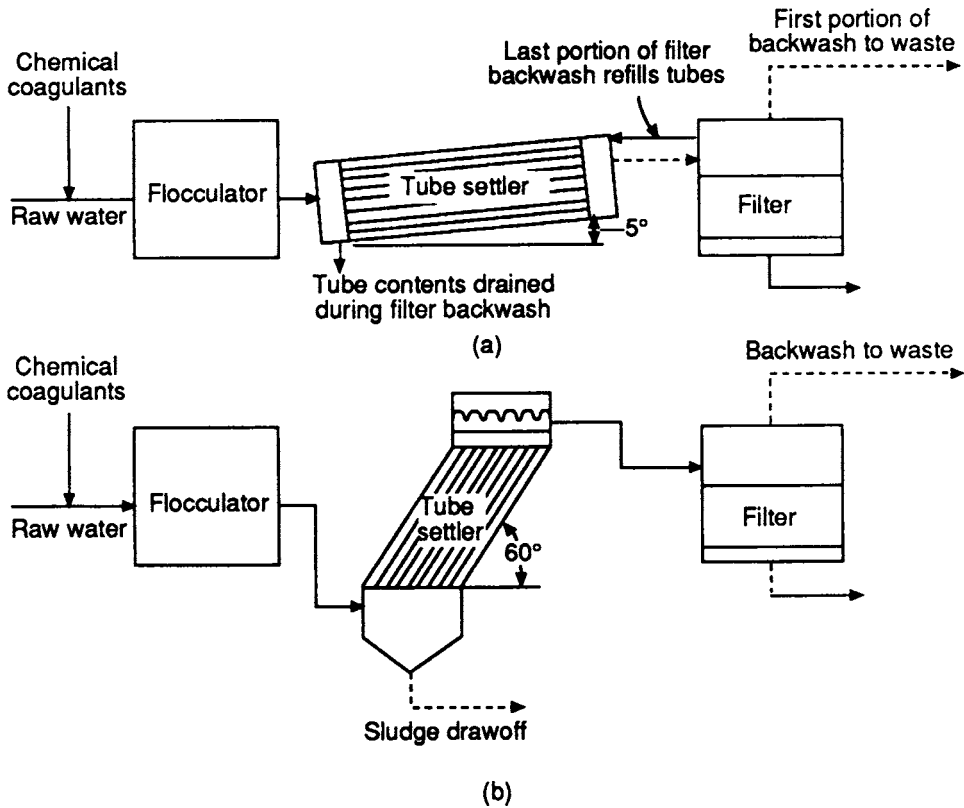 First portion of
backwash to waste
Last portion of filter
backwash refills tubes
Chemical
coagulants
Flocculator
Tube settler
Filter
Raw water
5°
Tube contents drained
during filter backwash
(a)
Chemical
coagulants
Backwash to waste
Flocculator
Tube
settler
Filter
Raw water
60°
Sludge drawoff
(b)